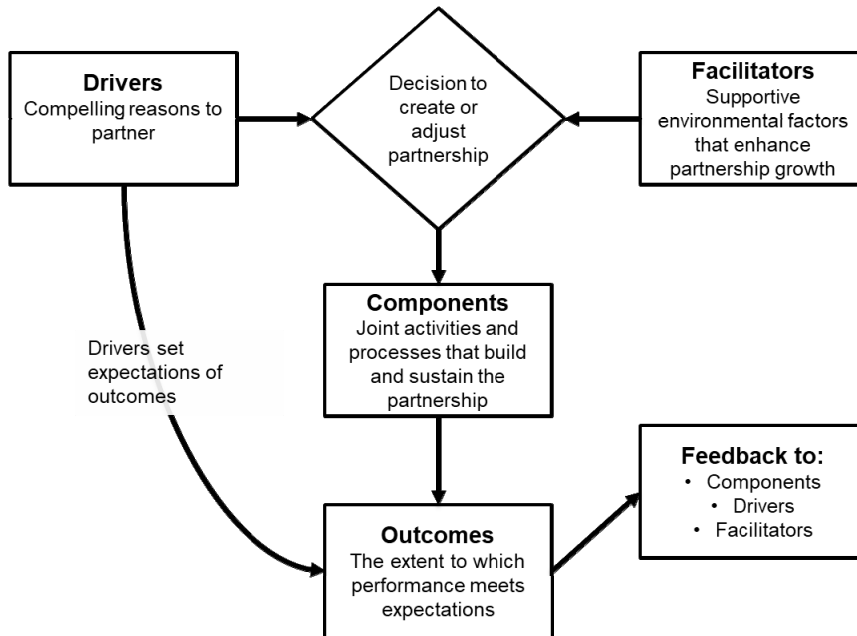 Drivers
Compelling reasons to
partner
Decision to
create or
adjust
partnership
Facilitators
Supportive
environmental factors
that enhance
partnership growth
Components
Joint activities and
processes that build
and sustain the
partnership
Drivers set
expectations of
outcomes
Outcomes
The extent to which
performance meets
expectations
Feedback to:
• Components
• Drivers
• Facilitators